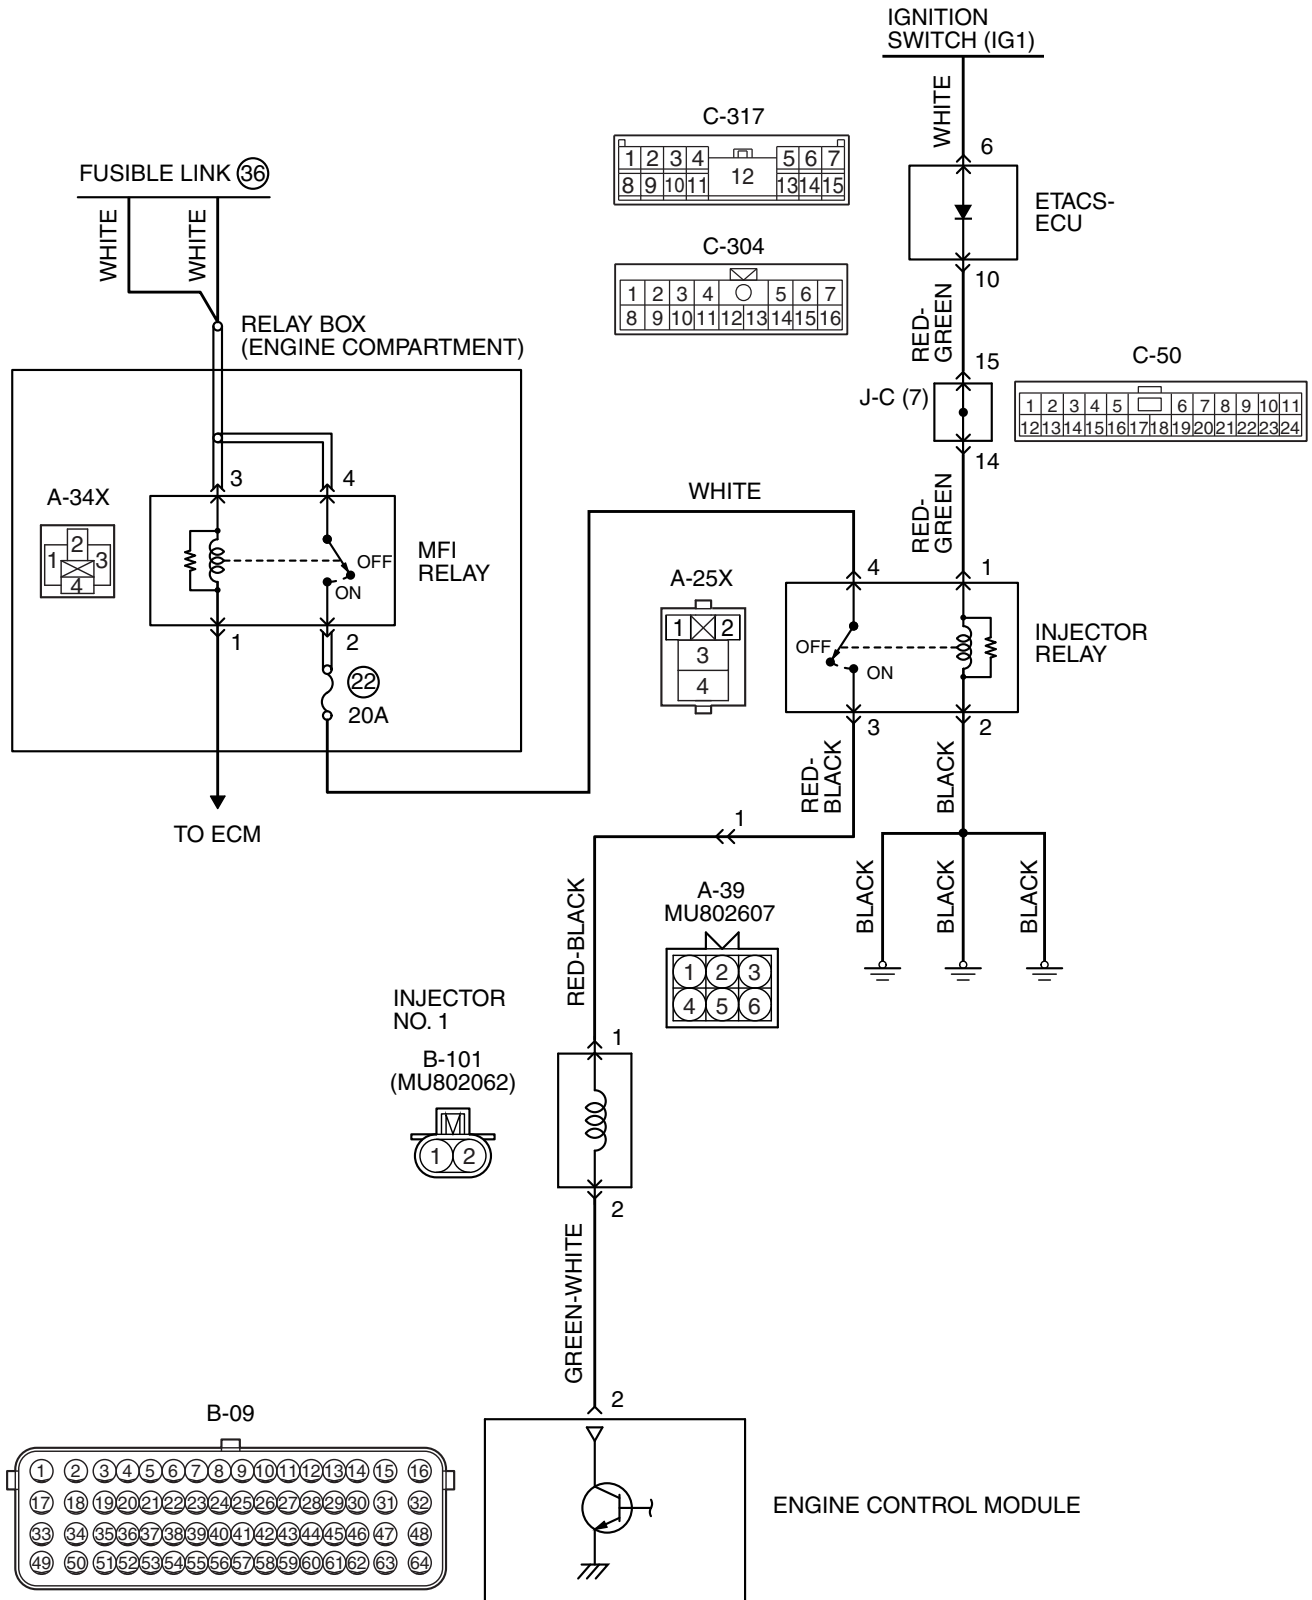 IGNITION
SWITCH (IG1)
WHITE
6
ETACS-
ECU
10
RED-
GREEN
15
J-C (7)
14
RED-
GREEN
C-317
1 2 3 4 5 6 7
12
8 9 10 11 13 14 15
C-304
1 2 3 4 5 6 7
8 9 10 11 12 13 14 15 16
C-50
1 2 3 4 5 6 7 8 9 10 11
12 13 14 15 16 17 18 19 20 21 22 23 24
FUSIBLE LINK 36
WHITE
WHITE
RELAY BOX
(ENGINE COMPARTMENT)
3
4
A-34X
2
1 3
4
OFF
ON
MFI
RELAY
1
2
22
20A
TO ECM
WHITE
A-25X
1 2
3
4
4
1
OFF
ON
INJECTOR
RELAY
3
2
RED-
BLACK
BLACK
1
BLACK
BLACK
BLACK
RED-BLACK
A-39
MU802607
1 2 3
4 5 6
INJECTOR
NO. 1
B-101
(MU802062)
1 2
1
2
GREEN-WHITE
2
B-09
1 2 3 4 5 6 7 8 9 10 11 12 13 14 15 16
17 18 19 20 21 22 23 24 25 26 27 28 29 30 31 32
33 34 35 36 37 38 39 40 41 42 43 44 45 46 47 48
49 50 51 52 53 54 55 56 57 58 59 60 61 62 63 64
ENGINE CONTROL MODULE